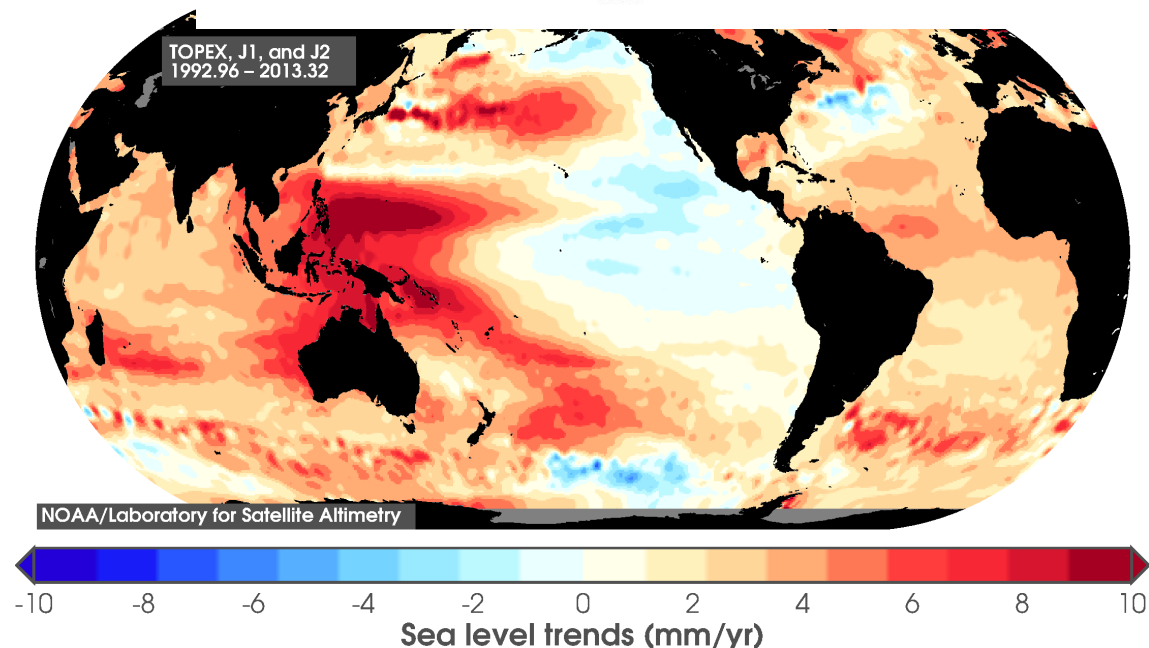 TOPEX, J1, and J2
1992.96 – 2013.32
NOAA/Laboratory for Satellite Altimetry
-10 -8 -6 -4 -2 0 2 4 6 8 10
Sea level trends (mm/yr)